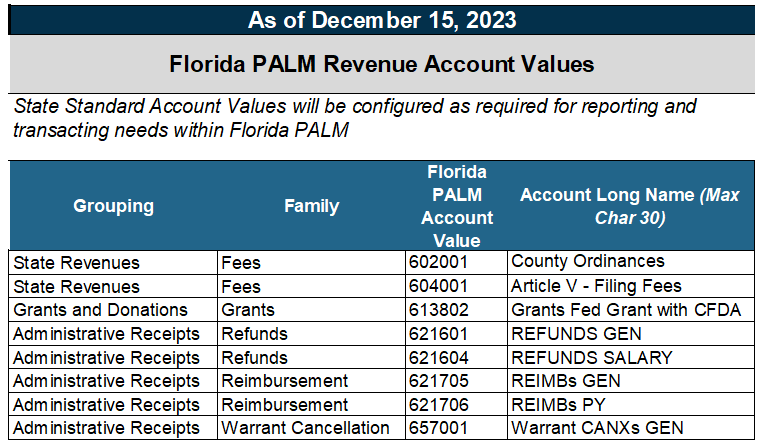 As of December 15, 2023
Florida PALM Revenue Account Values
State Standard Account Values will be configured as required for reporting and
transacting needs within Florida PALM
Grouping Family Florida PALM Account Value Account Long Name (Max Char 30)
State Revenues Fees 602001 County Ordinances
State Revenues Fees 604001 Article V - Filing Fees
Grants and Donations Grants 613802 Grants Fed Grant with CFDA
Administrative Receipts Refunds 621601 REFUNDS GEN
Administrative Receipts Refunds 621604 REFUNDS SALARY
Administrative Receipts Reimbursement 621705 REIMBs GEN
Administrative Receipts Reimbursement 621706 REIMBs PY
Administrative Receipts Warrant Cancellation 657001 Warrant CANXs GEN